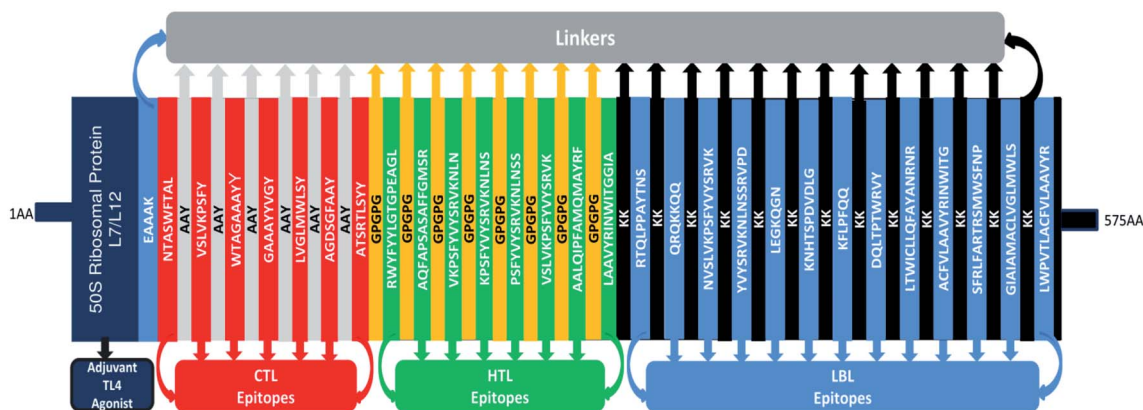 Linkers
1AA
50S Ribosomal Protein
L7/L12
EAAAK
NTASWFTAL
AAY
VSLVKPSFY
AAY
WTAGAAAYY
AAY
GAAAYYVGY
AAY
LVGLMWLSY
AAY
AGDSGFAAY
AAY
ATSRTLSYY
GPGPG
RWYFYYLGTGPEAGL
GPGPG
AQFAPSASAFFGMSR
GPGPG
VKPSFYVYSRVKNLN
GPGPG
KPSFYVYSRVKNLNS
GPGPG
PSFYVYSRVKNLNSS
GPGPG
VSLVKPSFYVYSRVK
GPGPG
AALQIPFAMQMAYRF
GPGPG
LAAVYRINWITGGIA
KK
RTQLPPAYTNS
KK
QRQKKQQ
KK
NVSLVKPSFYVYSRVK
KK
YVYSRVKNLNSSRVPD
KK
LEGKQGN
KK
KNHTSPDVDLG
KK
KFLPFQQ
KK
DQLTPTWRVY
KK
LTWICLLQFAYANRNR
KK
ACFVLAAVYRINWITG
KK
SFRLFARTRSMWSFNP
KK
GIAIAMACLVGLMWLS
KK
LWPVTLACFVLAAVYR
575AA
Adjuvant
TL4
Agonist
CTL
Epitopes
HTL
Epitopes
LBL
Epitopes